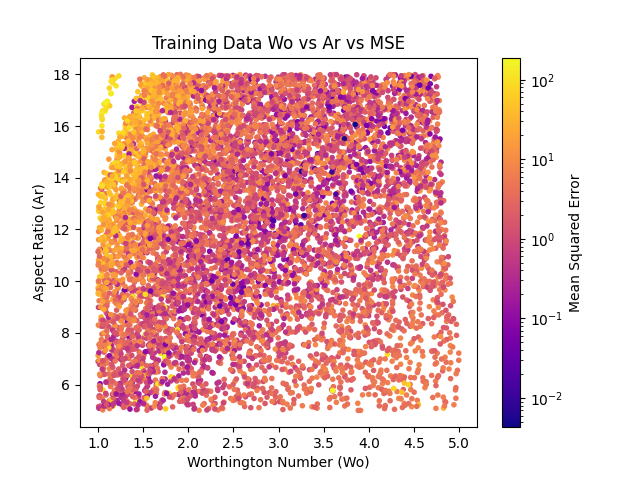 Training Data Wo vs Ar vs MSE
18
16
14
12
10
8
6
Aspect Ratio (Ar)
1.0 1.5 2.0 2.5 3.0 3.5 4.0 4.5 5.0
Worthington Number (Wo)
10²
10¹
10⁰
10⁻¹
10⁻²
Mean Squared Error